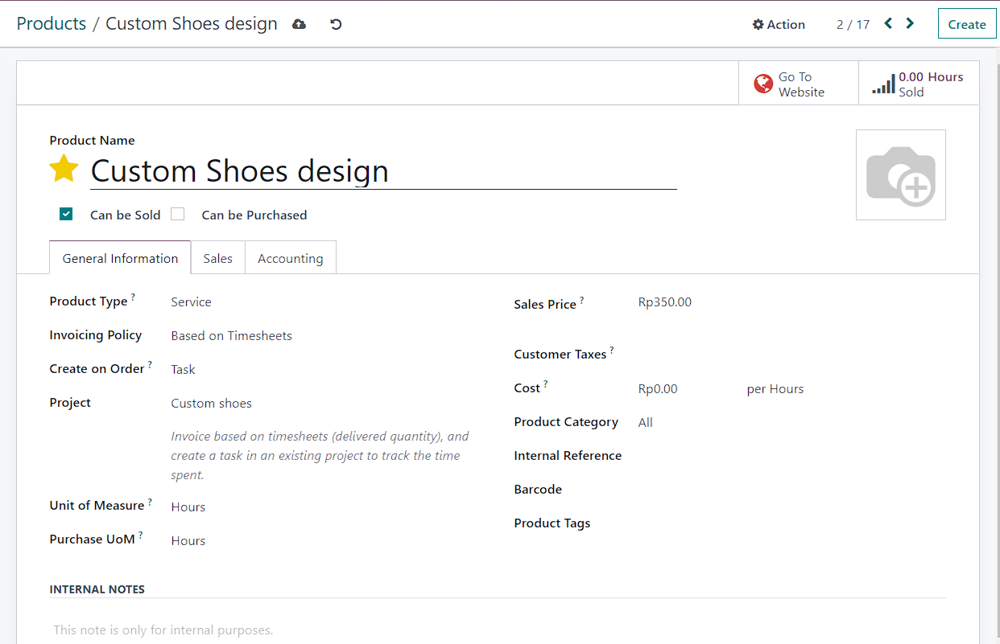 Products / Custom Shoes design
Action
2 / 17
Create
Go To
Website
0.00 Hours
Sold
Product Name
Custom Shoes design
Can be Sold
Can be Purchased
General Information
Sales
Accounting
Product Type ?
Service
Invoicing Policy
Based on Timesheets
Create on Order ?
Task
Project
Custom shoes
Invoice based on timesheets (delivered quantity), and
create a task in an existing project to track the time
spent.
Unit of Measure ?
Hours
Purchase UoM ?
Hours
Sales Price ?
Rp350.00
Customer Taxes ?
Cost ?
Rp0.00
per Hours
Product Category
All
Internal Reference
Barcode
Product Tags
INTERNAL NOTES
This note is only for internal purposes.